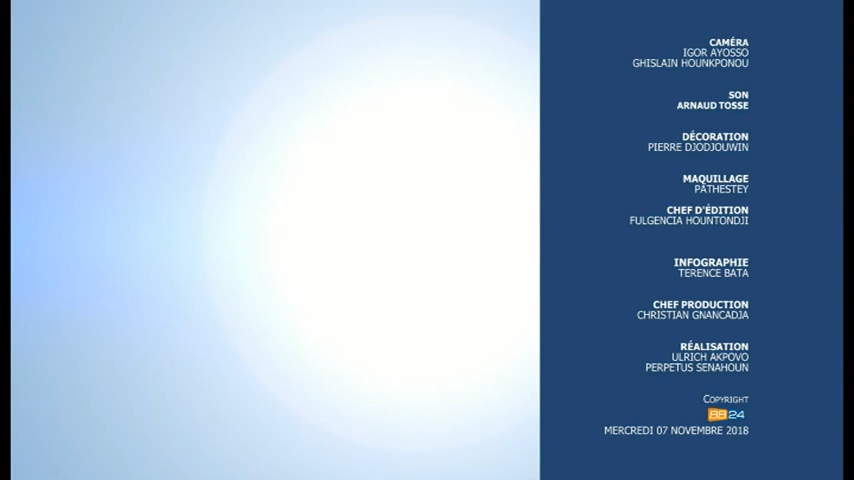 CAMÉRA
IGOR AYOSSO
GHISLAIN HOUNKPONOU
SON
ARNAUD TOSSE
DÉCORATION
PIERRE DJODJOUWIN
MAQUILLAGE
PATHESTEY
CHEF D'ÉDITION
FULGENCIA HOUNTONDJI
INFOGRAPHIE
TERENCE BATA
CHEF PRODUCTION
CHRISTIAN GNANCADJA
RÉALISATION
ULRICH AKPOVO
PERPETUS SENAHOUN
COPYRIGHT
24
MERCREDI 07 NOVEMBRE 2018